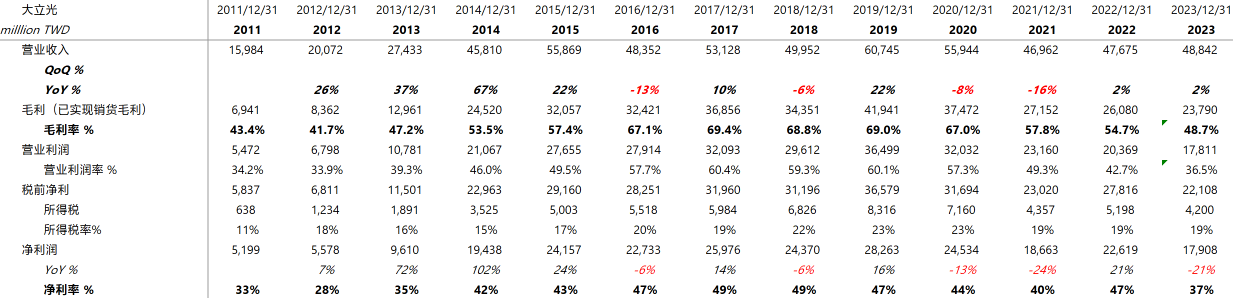 大立光 2011/12/31 2012/12/31 2013/12/31 2014/12/31 2015/12/31 2016/12/31 2017/12/31 2018/12/31 2019/12/31 2020/12/31 2021/12/31 2022/12/31 2023/12/31
milllion TWD 2011 2012 2013 2014 2015 2016 2017 2018 2019 2020 2021 2022 2023
营业收入 15,984 20,072 27,433 45,810 55,869 48,352 53,128 49,952 60,745 55,944 46,962 47,675 48,842
QoQ %
YoY % 26% 37% 67% 22% -13% 10% -6% 22% -8% -16% 2% 2%
毛利（已实现销货毛利） 6,941 8,362 12,961 24,520 32,057 32,421 36,856 34,351 41,941 37,472 27,152 26,080 23,790
毛利率 % 43.4% 41.7% 47.2% 53.5% 57.4% 67.1% 69.4% 68.8% 69.0% 67.0% 57.8% 54.7% 48.7%
营业利润 5,472 6,798 10,781 21,067 27,655 27,914 32,093 29,612 36,499 32,032 23,160 20,369 17,811
营业利润率 % 34.2% 33.9% 39.3% 46.0% 49.5% 57.7% 60.4% 59.3% 60.1% 57.3% 49.3% 42.7% 36.5%
税前净利 5,837 6,811 11,501 22,963 29,160 28,251 31,960 31,196 36,579 31,694 23,020 27,816 22,108
所得税 638 1,234 1,891 3,525 5,003 5,518 5,984 6,826 8,316 7,160 4,357 5,198 4,200
所得税率% 11% 18% 16% 15% 17% 20% 19% 22% 23% 23% 19% 19% 19%
净利润 5,199 5,578 9,610 19,438 24,157 22,733 25,976 24,370 28,263 24,534 18,663 22,619 17,908
YoY % 7% 72% 102% 24% -6% 14% -6% 16% -13% -24% 21% -21%
净利率 % 33% 28% 35% 42% 43% 47% 49% 49% 47% 44% 40% 47% 37%